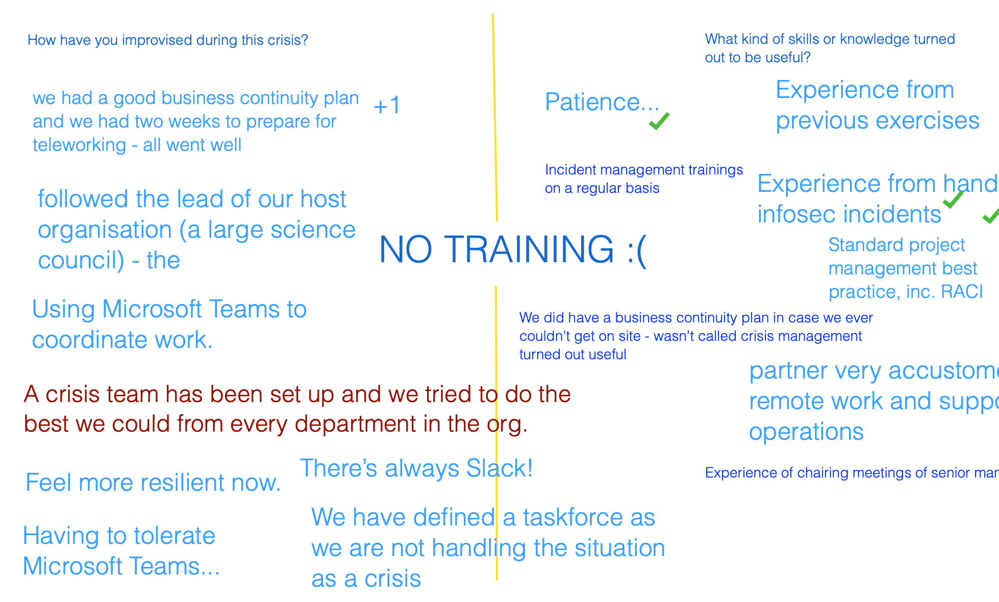 How have you improvised during this crisis?
we had a good business continuity plan
and we had two weeks to prepare for
teleworking - all went well
+1
followed the lead of our host
organisation (a large science
council) - the
Using Microsoft Teams to
coordinate work.
NO TRAINING :(
A crisis team has been set up and we tried to do the
best we could from every department in the org.
Feel more resilient now.
There’s always Slack!
Having to tolerate
Microsoft Teams...
We have defined a taskforce as
we are not handling the situation
as a crisis
What kind of skills or knowledge turned
out to be useful?
Patience...
Experience from
previous exercises
Incident management trainings
on a regular basis
Experience from hand
infosec incidents
Standard project
management best
practice, inc. RACI
We did have a business continuity plan in case we ever
couldn't get on site - wasn't called crisis management
turned out useful
partner very accustom
remote work and supp
operations
Experience of chairing meetings of senior mar